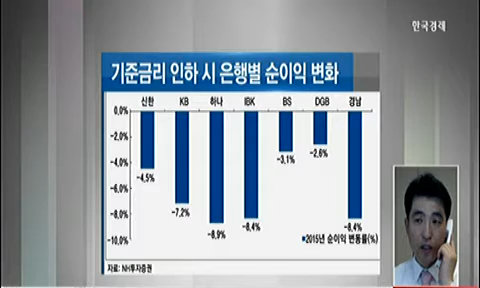 한국경제
기준금리 인하 시 은행별 순이익 변화
신한 KB 하나 IBK BS DGB 경남
0.0%
-2.0%
-4.0%
-6.0%
-8.0%
-10.0%
-4.5%
-7.2%
-8.9%
-8.4%
-3.1%
-2.6%
-8.4%
2015년 순이익 변동률(%)
자료: NH투자증권